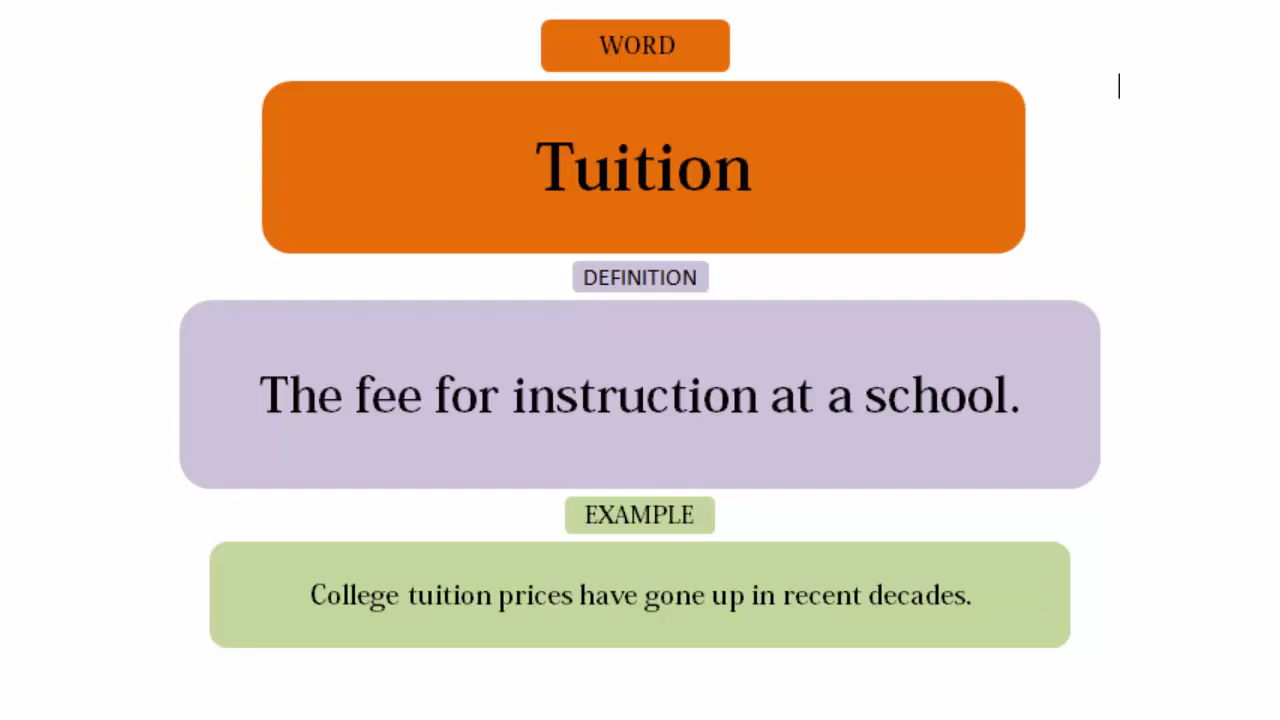 WORD
Tuition
DEFINITION
The fee for instruction at a school.
EXAMPLE
College tuition prices have gone up in recent decades.